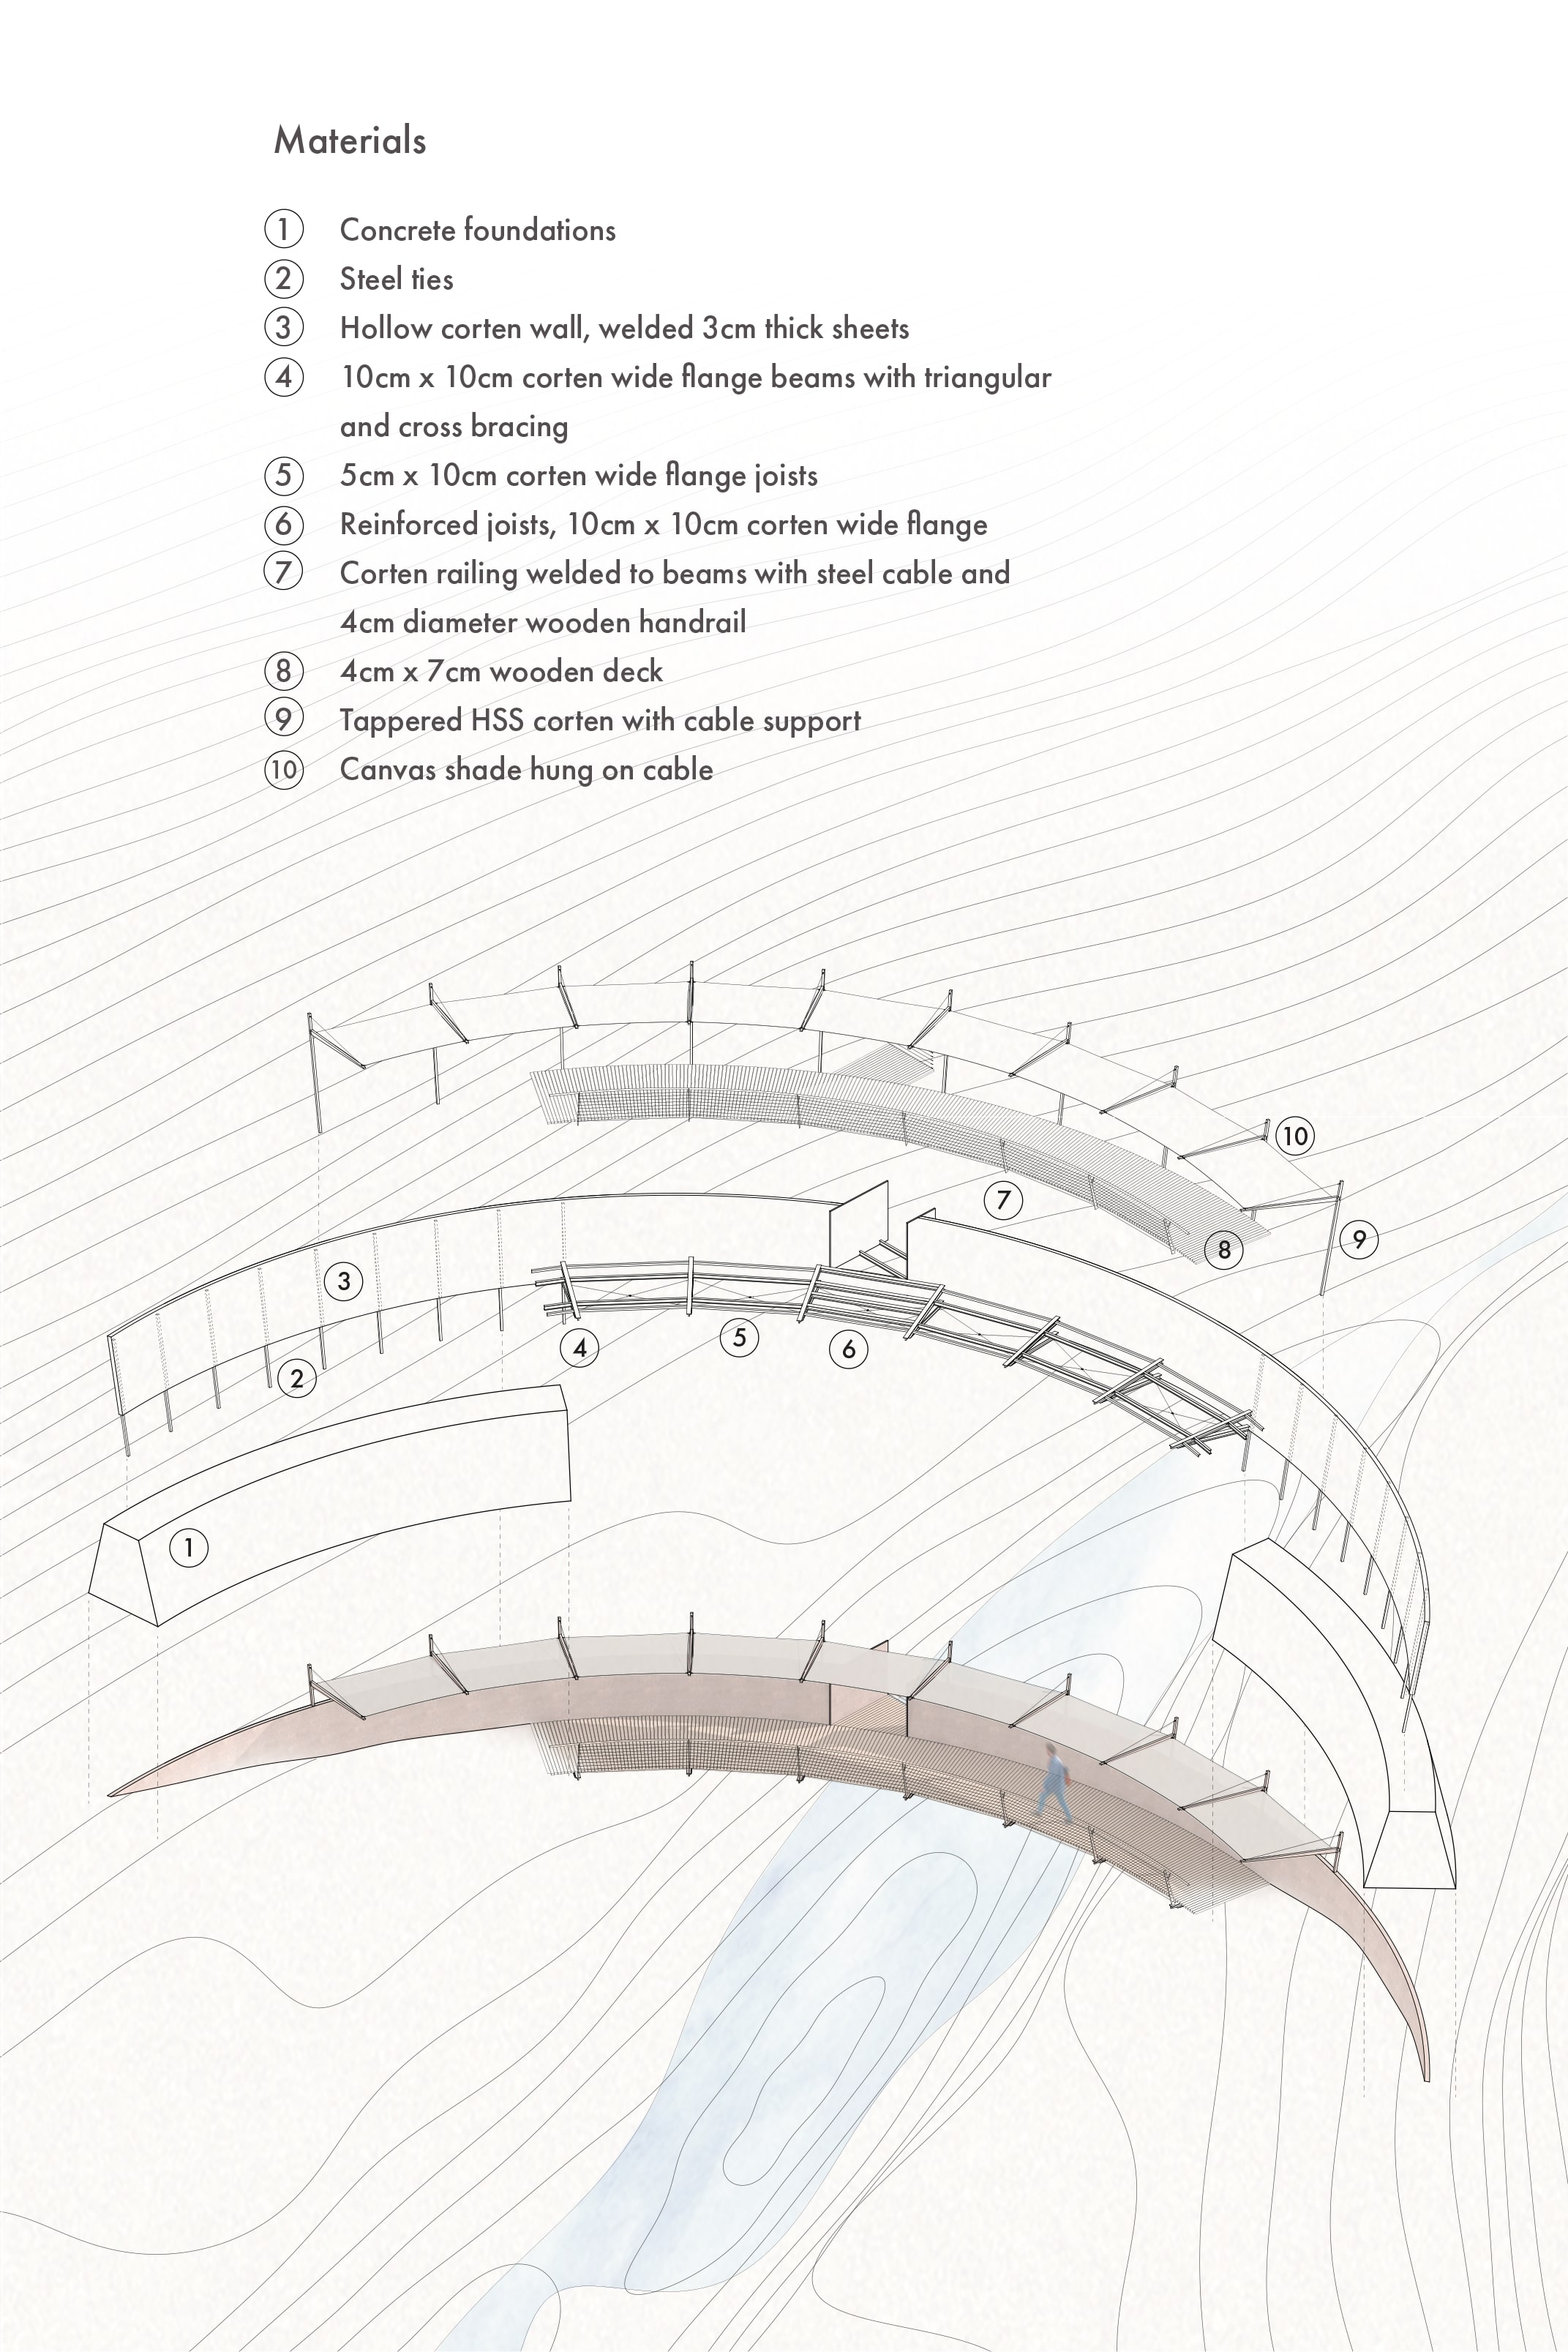 Materials
1 Concrete foundations
2 Steel ties
3 Hollow corten wall, welded 3cm thick sheets
4 10cm x 10cm corten wide flange beams with triangular
and cross bracing
5 5cm x 10cm corten wide flange joists
6 Reinforced joists, 10cm x 10cm corten wide flange
7 Corten railing welded to beams with steel cable and
4cm diameter wooden handrail
8 4cm x 7cm wooden deck
9 Tappered HSS corten with cable support
10 Canvas shade hung on cable
10
7
9
8
3
4
5
6
2
1